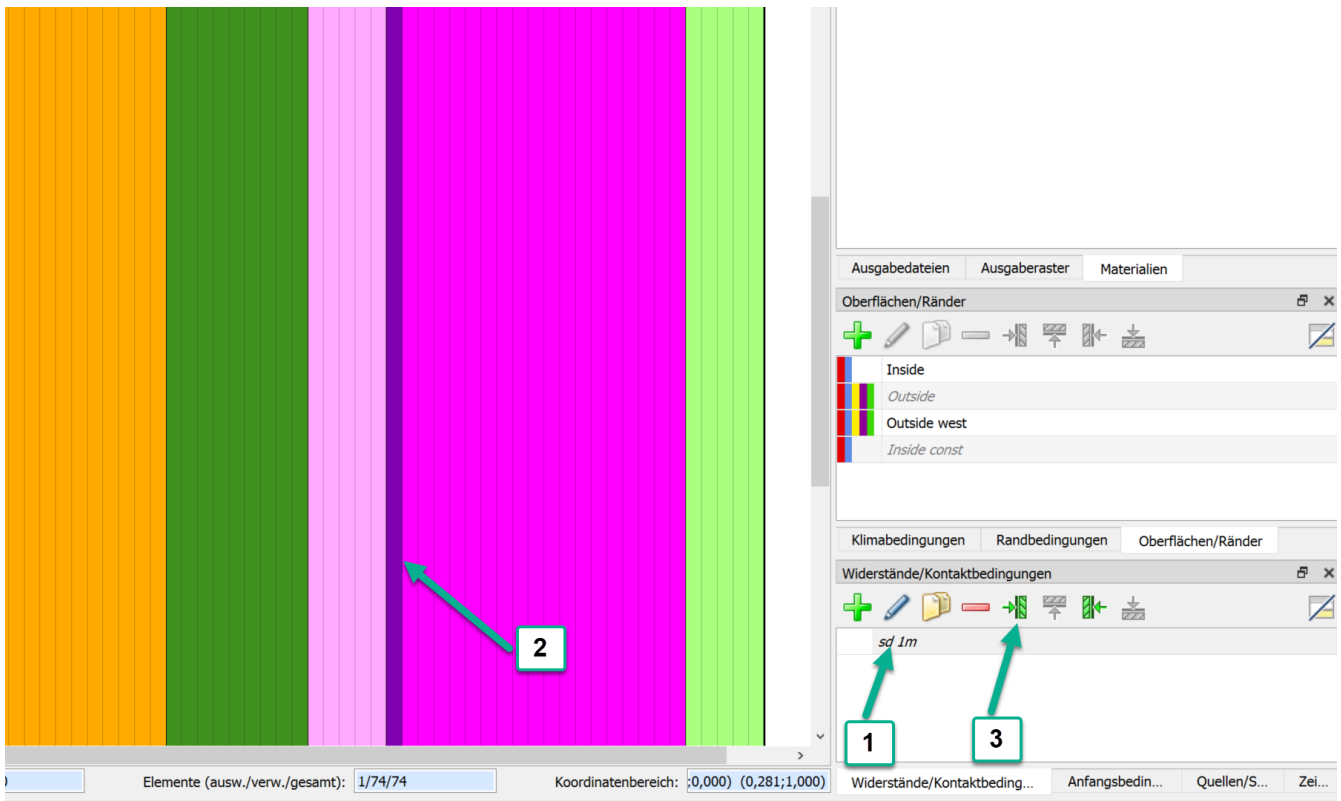 Ausgabedateien Ausgaberaster Materialien
Oberflächen/Ränder
Inside
Outside
Outside west
Inside const
Klimabedingungen Randbedingungen Oberflächen/Ränder
Widerstände/Kontaktbedingungen
sd 1m
2
1
3
Elemente (ausw./verw./gesamt): 1/74/74 Koordinatenbereich: ;0,000) (0,281;1,000)
Widerstände/Kontaktbeding... Anfangsbedin... Quellen/S... Zei...